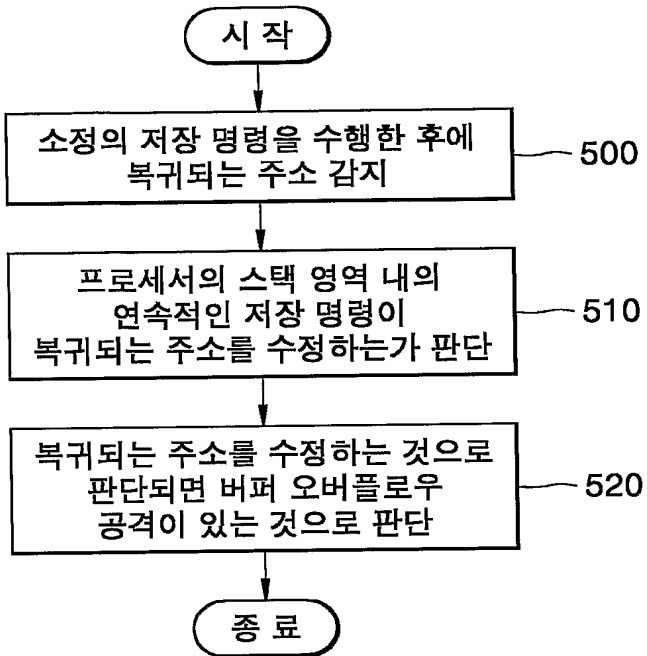 시 작
소정의 저장 명령을 수행한 후에
복귀되는 주소 감지
500
프로세서의 스택 영역 내의
연속적인 저장 명령이
복귀되는 주소를 수정하는가 판단
510
복귀되는 주소를 수정하는 것으로
판단되면 버퍼 오버플로우
공격이 있는 것으로 판단
520
종 료